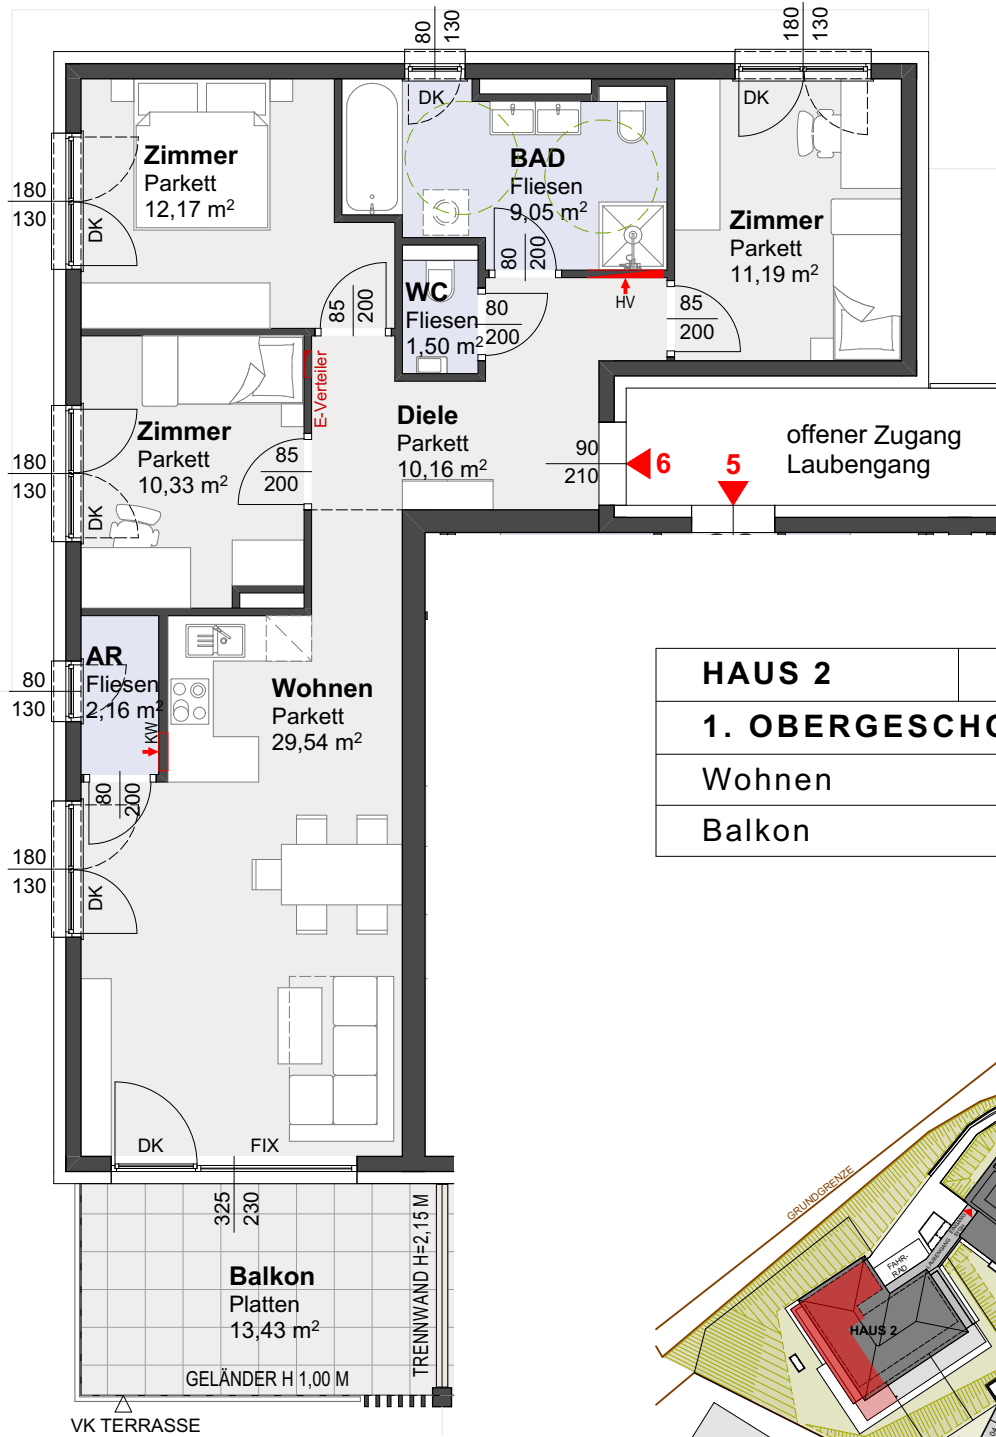 80
130
180
130
DK
DK
Zimmer
Parkett
12,17 m²
180
130
DK
BAD
Fliesen
9,05 m²
80
200
Zimmer
Parkett
11,19 m²
85
200
WC
Fliesen
1,50 m²
80
200
HV
85
200
E-Verteiler
Zimmer
Parkett
10,33 m²
180
130
DK
85
200
Diele
Parkett
10,16 m²
90
210
6
5
offener Zugang
Laubengang
AR
Fliesen
2,16 m²
80
130
KW
80
200
Wohnen
Parkett
29,54 m²
180
130
DK
HAUS 2
1. OBERGESCHO
Wohnen
Balkon
DK
FIX
325
230
Balkon
Platten
13,43 m²
TRENNWAND H=2,15 M
GELÄNDER H 1,00 M
VK TERRASSE
GRUNDGRENZE
FAHR-
RAD
LAUBENGANG
HAUS 2